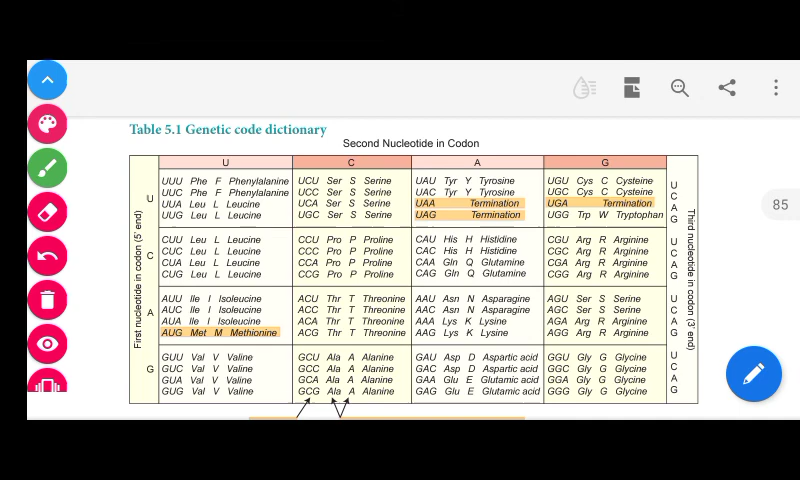 Table 5.1 Genetic code dictionary
Second Nucleotide in Codon
U C A G
First nucleotide in codon (5' end)
Third nucleotide in codon (3' end)
U
UUU Phe F Phenylalanine UCU Ser S Serine UAU Tyr Y Tyrosine UGU Cys C Cysteine U
UUC Phe F Phenylalanine UCC Ser S Serine UAC Tyr Y Tyrosine UGC Cys C Cysteine C
UUA Leu L Leucine UCA Ser S Serine UAA Termination UGA Termination A
UUG Leu L Leucine UGC Ser S Serine UAG Termination UGG Trp W Tryptophan G
C
CUU Leu L Leucine CCU Pro P Proline CAU His H Histidine CGU Arg R Arginine U
CUC Leu L Leucine CCC Pro P Proline CAC His H Histidine CGC Arg R Arginine C
CUA Leu L Leucine CCA Pro P Proline CAA Gln Q Glutamine CGA Arg R Arginine A
CUG Leu L Leucine CCG Pro P Proline CAG Gln Q Glutamine CGG Arg R Arginine G
A
AUU Ile I Isoleucine ACU Thr T Threonine AAU Asn N Asparagine AGU Ser S Serine U
AUC Ile I Isoleucine ACC Thr T Threonine AAC Asn N Asparagine AGC Ser S Serine C
AUA Ile I Isoleucine ACA Thr T Threonine AAA Lys K Lysine AGA Arg R Arginine A
AUG Met M Methionine ACG Thr T Threonine AAG Lys K Lysine AGG Arg R Arginine G
G
GUU Val V Valine GCU Ala A Alanine GAU Asp D Aspartic acid GGU Gly G Glycine U
GUC Val V Valine GCC Ala A Alanine GAC Asp D Aspartic acid GGC Gly G Glycine C
GUA Val V Valine GCA Ala A Alanine GAA Glu E Glutamic acid GGA Gly G Glycine A
GUG Val V Valine GCG Ala A Alanine GAG Glu E Glutamic acid GGG Gly G Glycine G
85